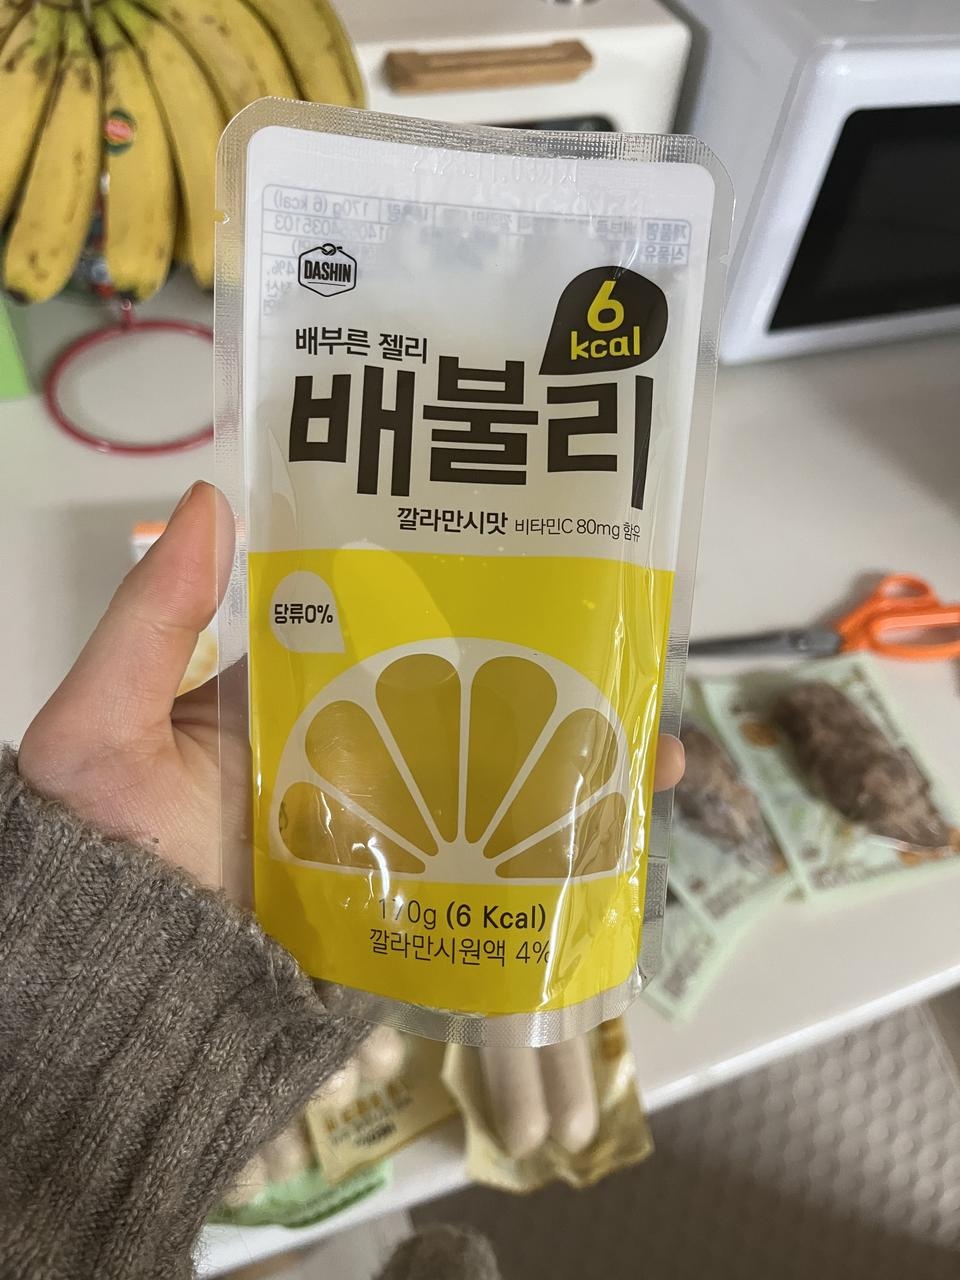 DASHIN
6
kcal
배부른 젤리
배불리
깔라만시맛 비타민C 80mg 함유
당류0%
170g (6 Kcal)
깔라만시원액 4%